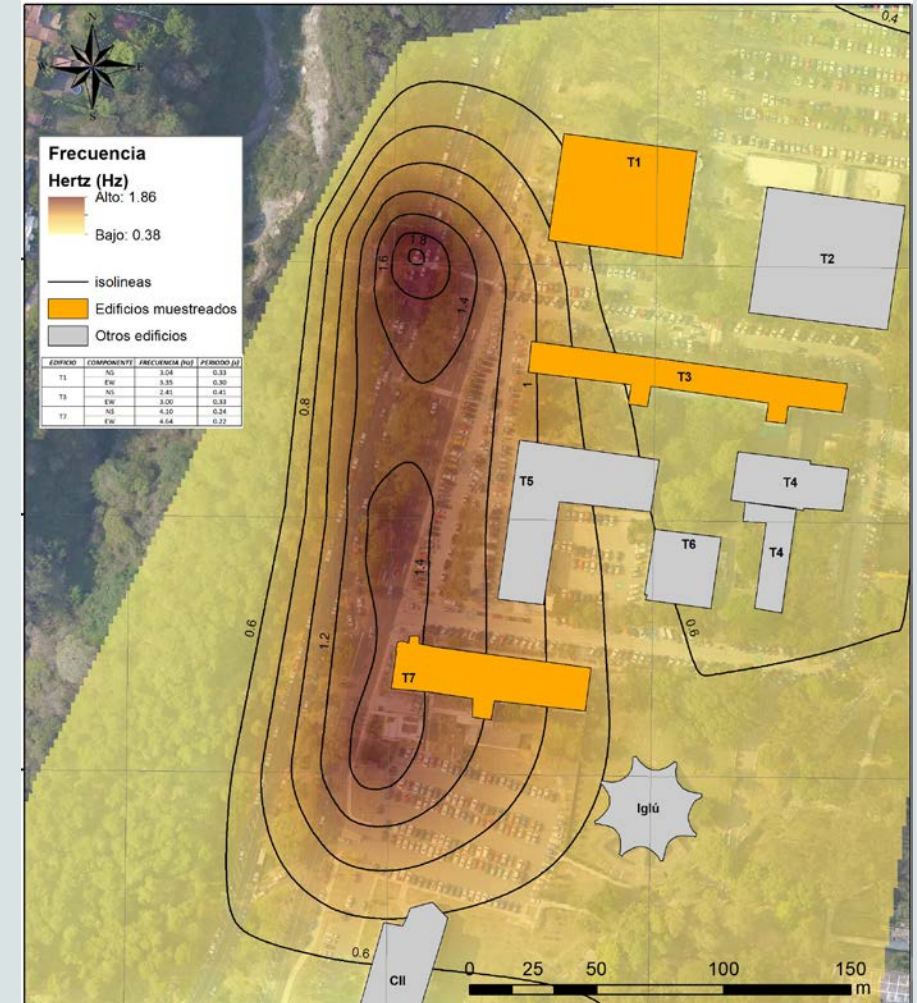 N
W E
S
Frecuencia
Hertz (Hz)
Alto: 1.86
Bajo: 0.38
isolineas
Edificios muestreados
Otros edificios
EDIFICIO COMPONENTE FRECUENCIA (Hz) PERIODO (s)
T1 NS 3.04 0.33
EW 3.35 0.30
T3 NS 2.41 0.41
EW 3.00 0.33
T7 NS 4.10 0.24
EW 4.64 0.22
0.4
T1
T2
1.8
1.6
1.4
T3
1
0.8
T5
T4
T6
T4
1.4
0.6
1.2
0.6
T7
Iglú
0.6
CII
0 25 50 100 150
m